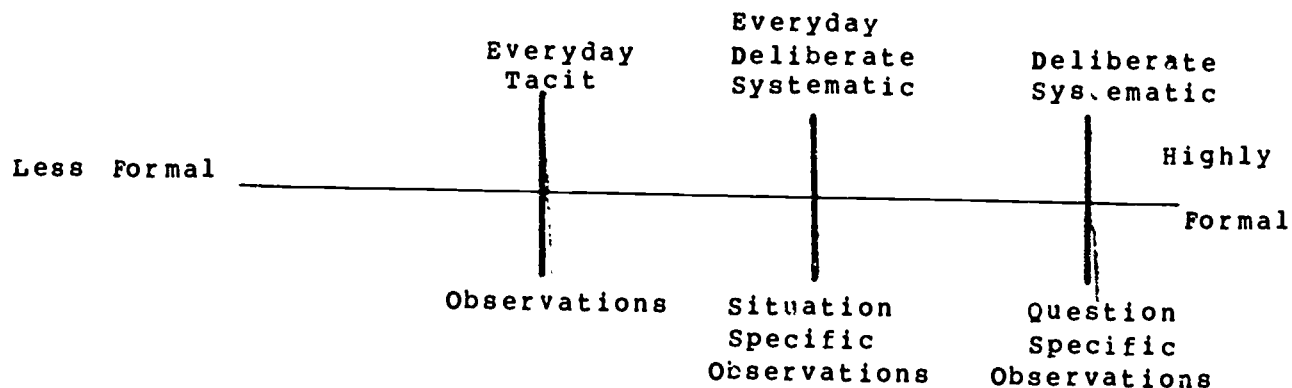 Everyday
Tacit
Everyday
Deliberate
Systematic
Deliberate
Systematic
Less Formal
Highly
Formal
Observations
Situation
Specific
Observations
Question
Specific
Observations